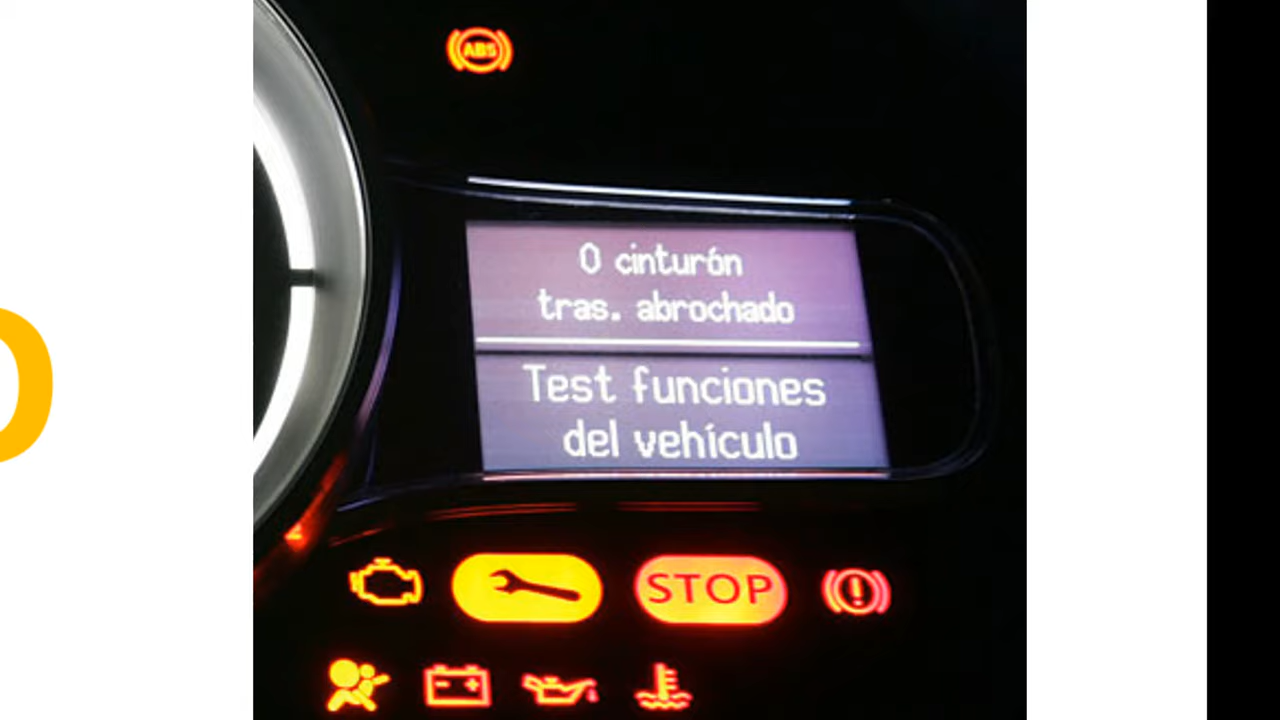 ABS
0 cinturón
tras. abrochado
Test funciones
del vehículo
STOP